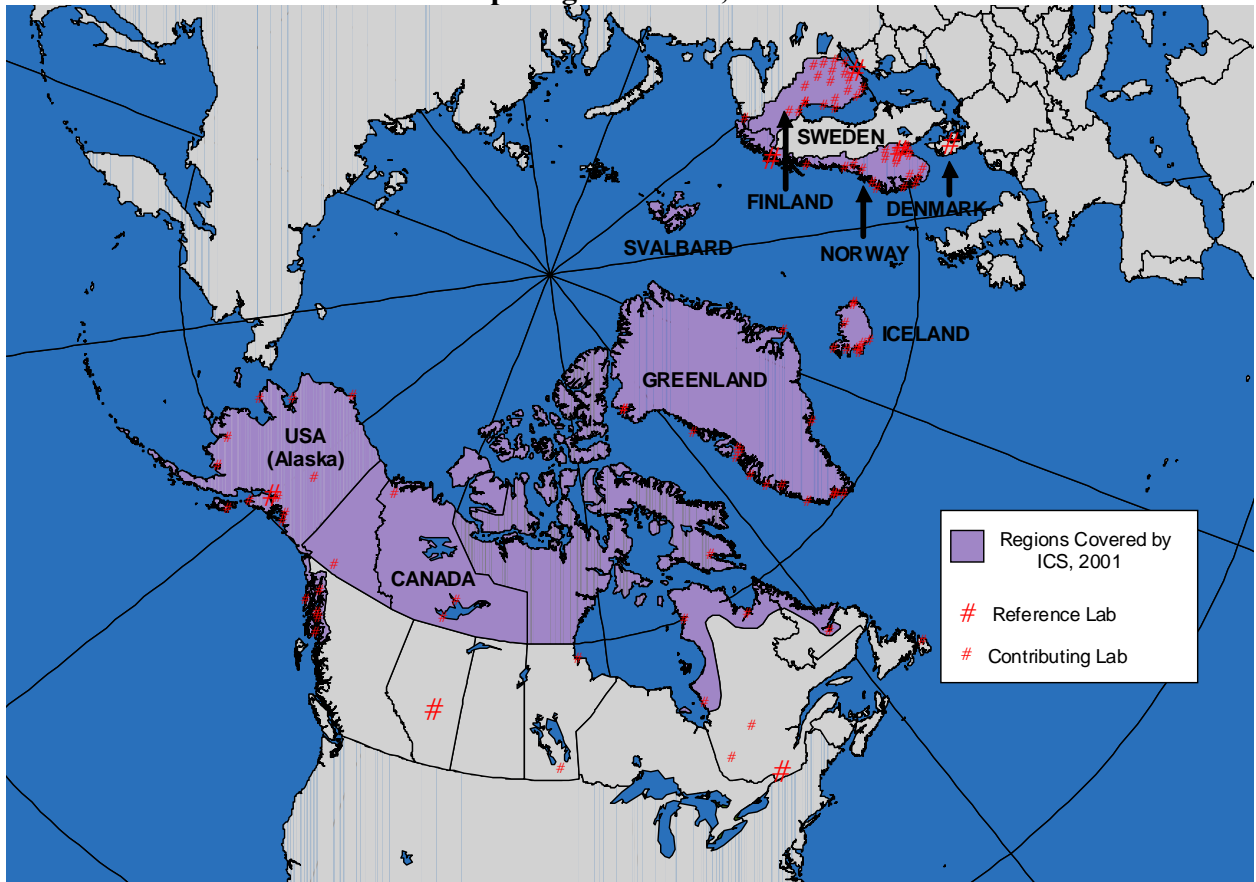 SWEDEN
FINLAND
DENMARK
SVALBARD
NORWAY
ICELAND
GREENLAND
USA
(Alaska)
CANADA
Regions Covered by
ICS, 2001
# Reference Lab
# Contributing Lab